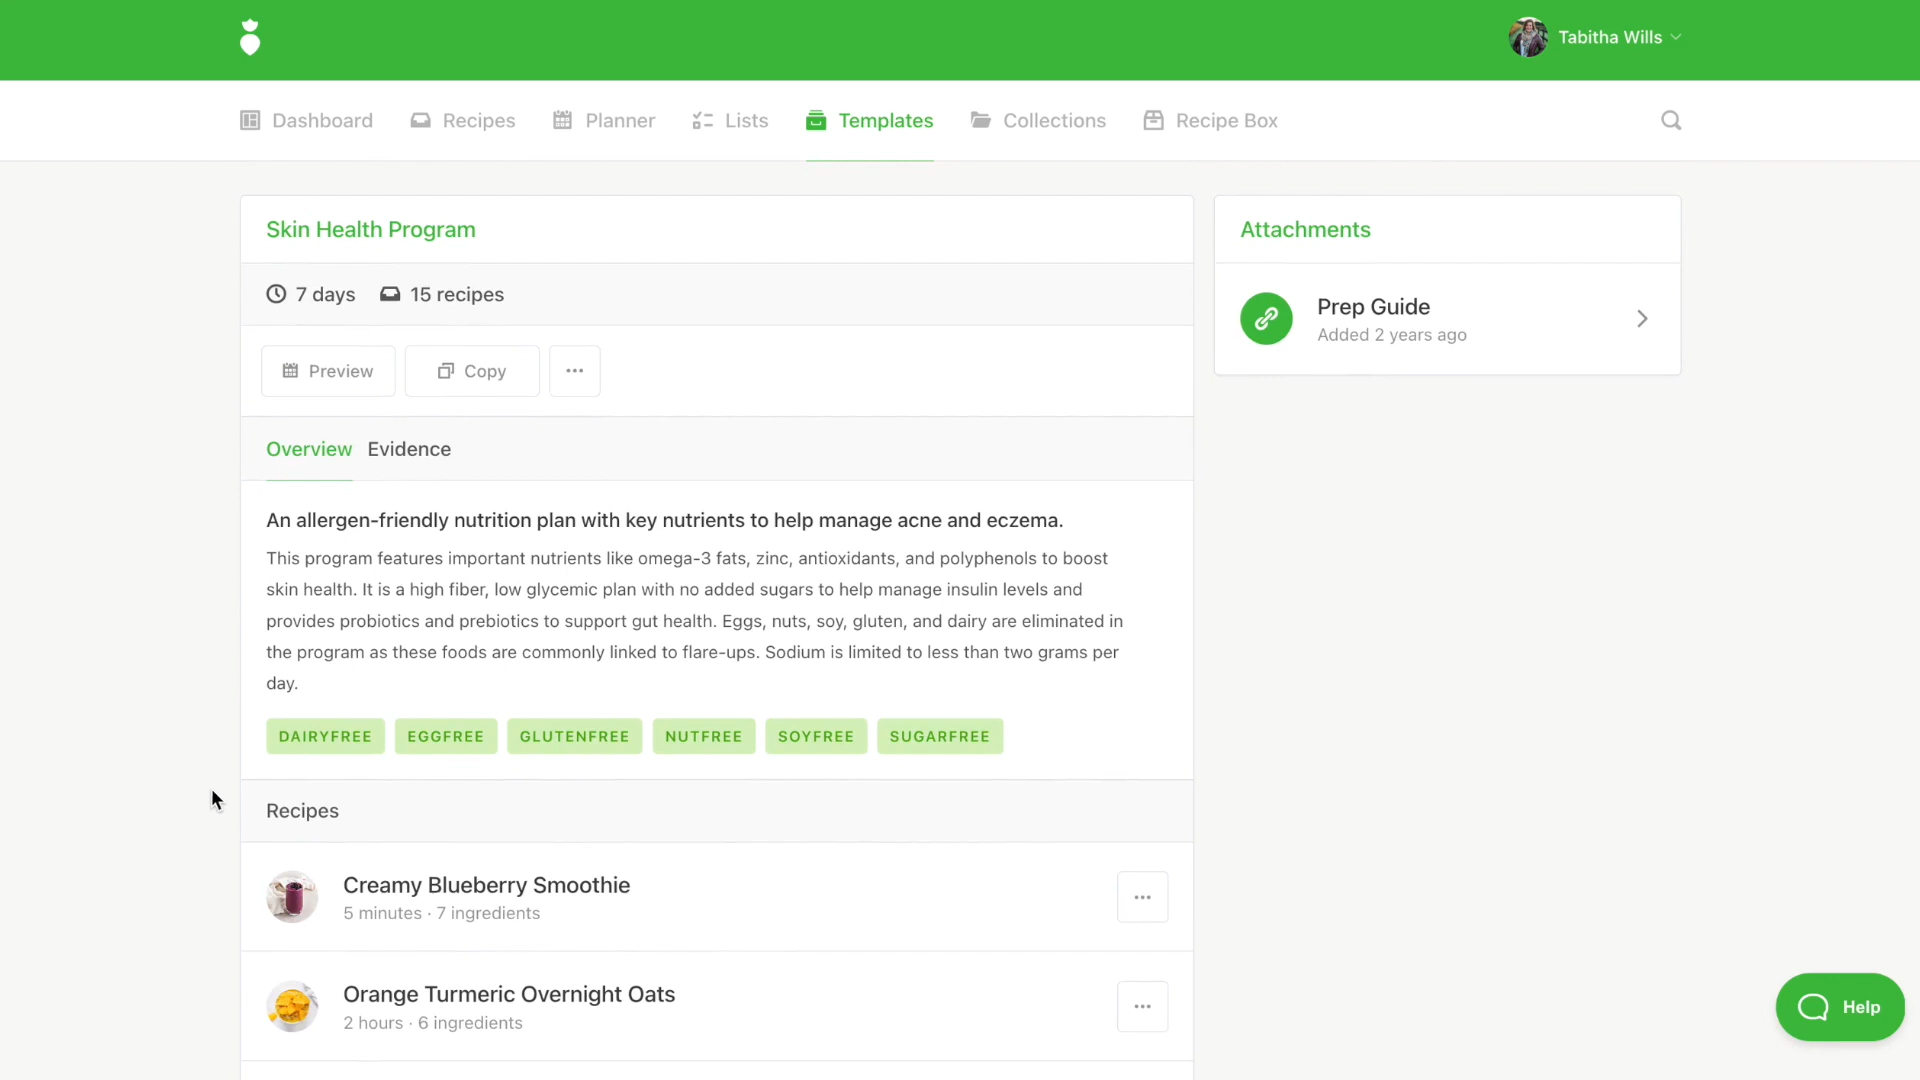 Tabitha Wills
Dashboard
Recipes
Planner
Lists
Templates
Collections
Recipe Box
Skin Health Program
7 days
15 recipes
Preview
Copy
Overview
Evidence
An allergen-friendly nutrition plan with key nutrients to help manage acne and eczema.
This program features important nutrients like omega-3 fats, zinc, antioxidants, and polyphenols to boost
skin health. It is a high fiber, low glycemic plan with no added sugars to help manage insulin levels and
provides probiotics and prebiotics to support gut health. Eggs, nuts, soy, gluten, and dairy are eliminated in
the program as these foods are commonly linked to flare-ups. Sodium is limited to less than two grams per
day.
DAIRYFREE
EGGFREE
GLUTENFREE
NUTFREE
SOYFREE
SUGARFREE
Recipes
Creamy Blueberry Smoothie
5 minutes · 7 ingredients
Orange Turmeric Overnight Oats
2 hours · 6 ingredients
Attachments
Prep Guide
Added 2 years ago
Help